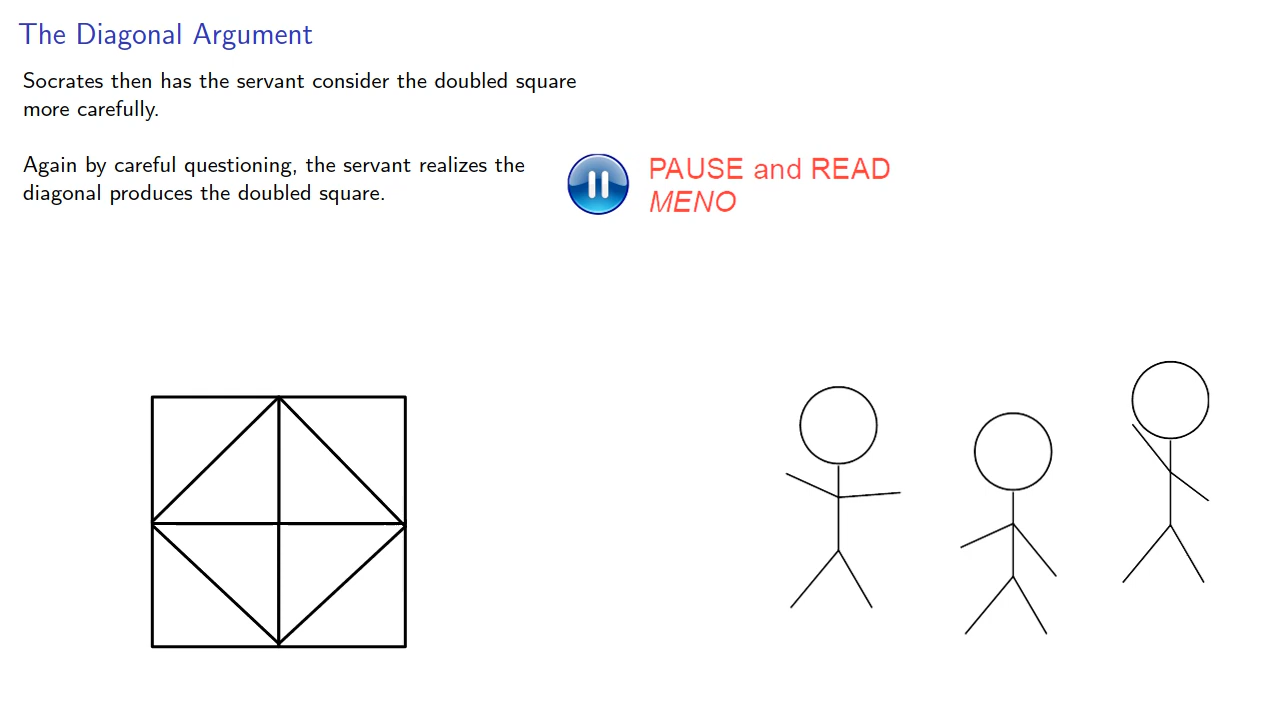 The Diagonal Argument
Socrates then has the servant consider the doubled square
more carefully.
Again by careful questioning, the servant realizes the
diagonal produces the doubled square.
PAUSE and READ
MENO